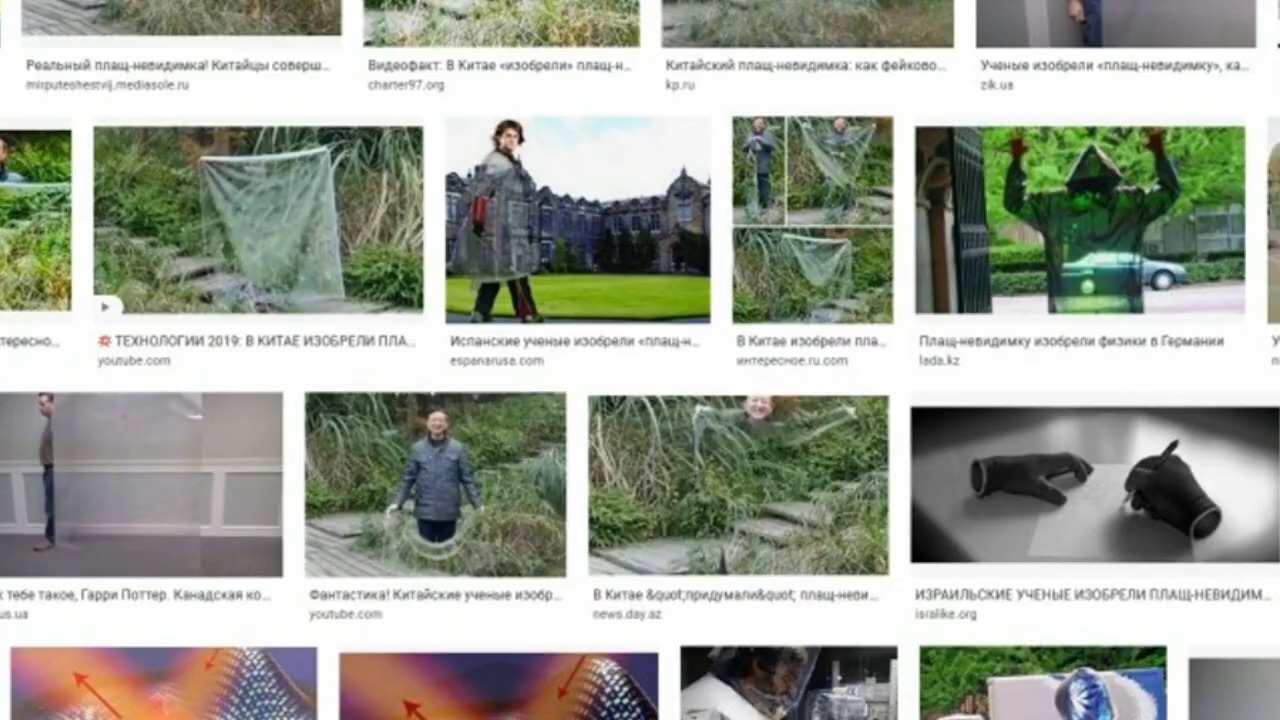 Реальный плащ-невидимка! Китайцы соверш...
mirputeshestvij.mediasole.ru
Видеофакт: В Китае «изобрели» плащ-н...
charter97.org
Китайский плащ-невидимка: как фейково...
kp.ru
Ученые изобрели «плащ-невидимку», ка...
zik.ua
тересно...
ТЕХНОЛОГИИ 2019: В КИТАЕ ИЗОБРЕЛИ ПЛА...
youtube.com
Испанские ученые изобрели «плащ-н...
espanarusa.com
В Китае изобрели пла...
интересное.ru.com
Плащ-невидимку изобрели физики в Германии
lada.kz
к тебе такое, Гарри Поттер. Канадская ко...
us.ua
Фантастика! Китайские ученые изобр...
youtube.com
В Китае &quot;придумали&quot; плащ-неви...
news.day.az
ИЗРАИЛЬСКИЕ УЧЕНЫЕ ИЗОБРЕЛИ ПЛАЩ-НЕВИДИМ...
isralike.org